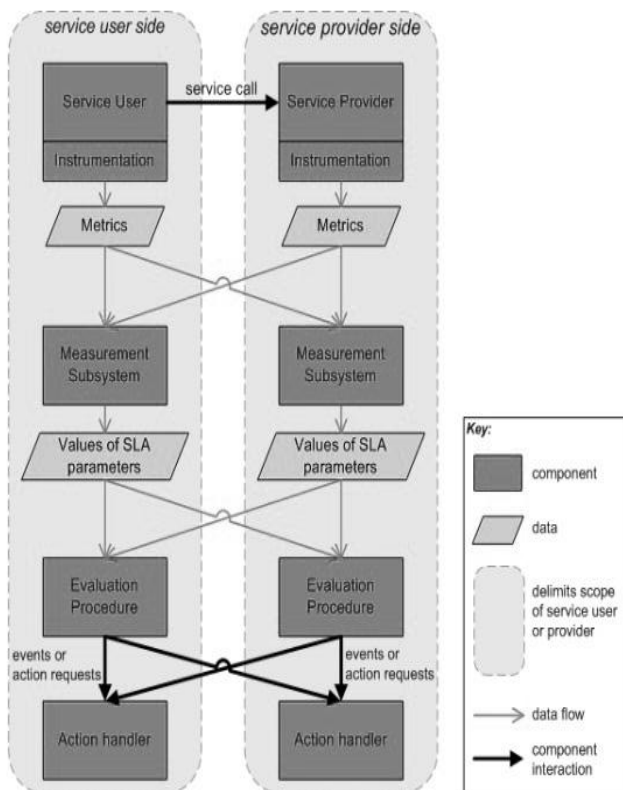 service user side
service provider side
Service User
service call
Service Provider
Instrumentation
Instrumentation
Metrics
Metrics
Measurement
Subsystem
Measurement
Subsystem
Values of SLA
parameters
Values of SLA
parameters
Evaluation
Procedure
Evaluation
Procedure
events or
action requests
events or
action requests
Action handler
Action handler
Key:
component
data
delimits scope
of service user
or provider
data flow
component
interaction